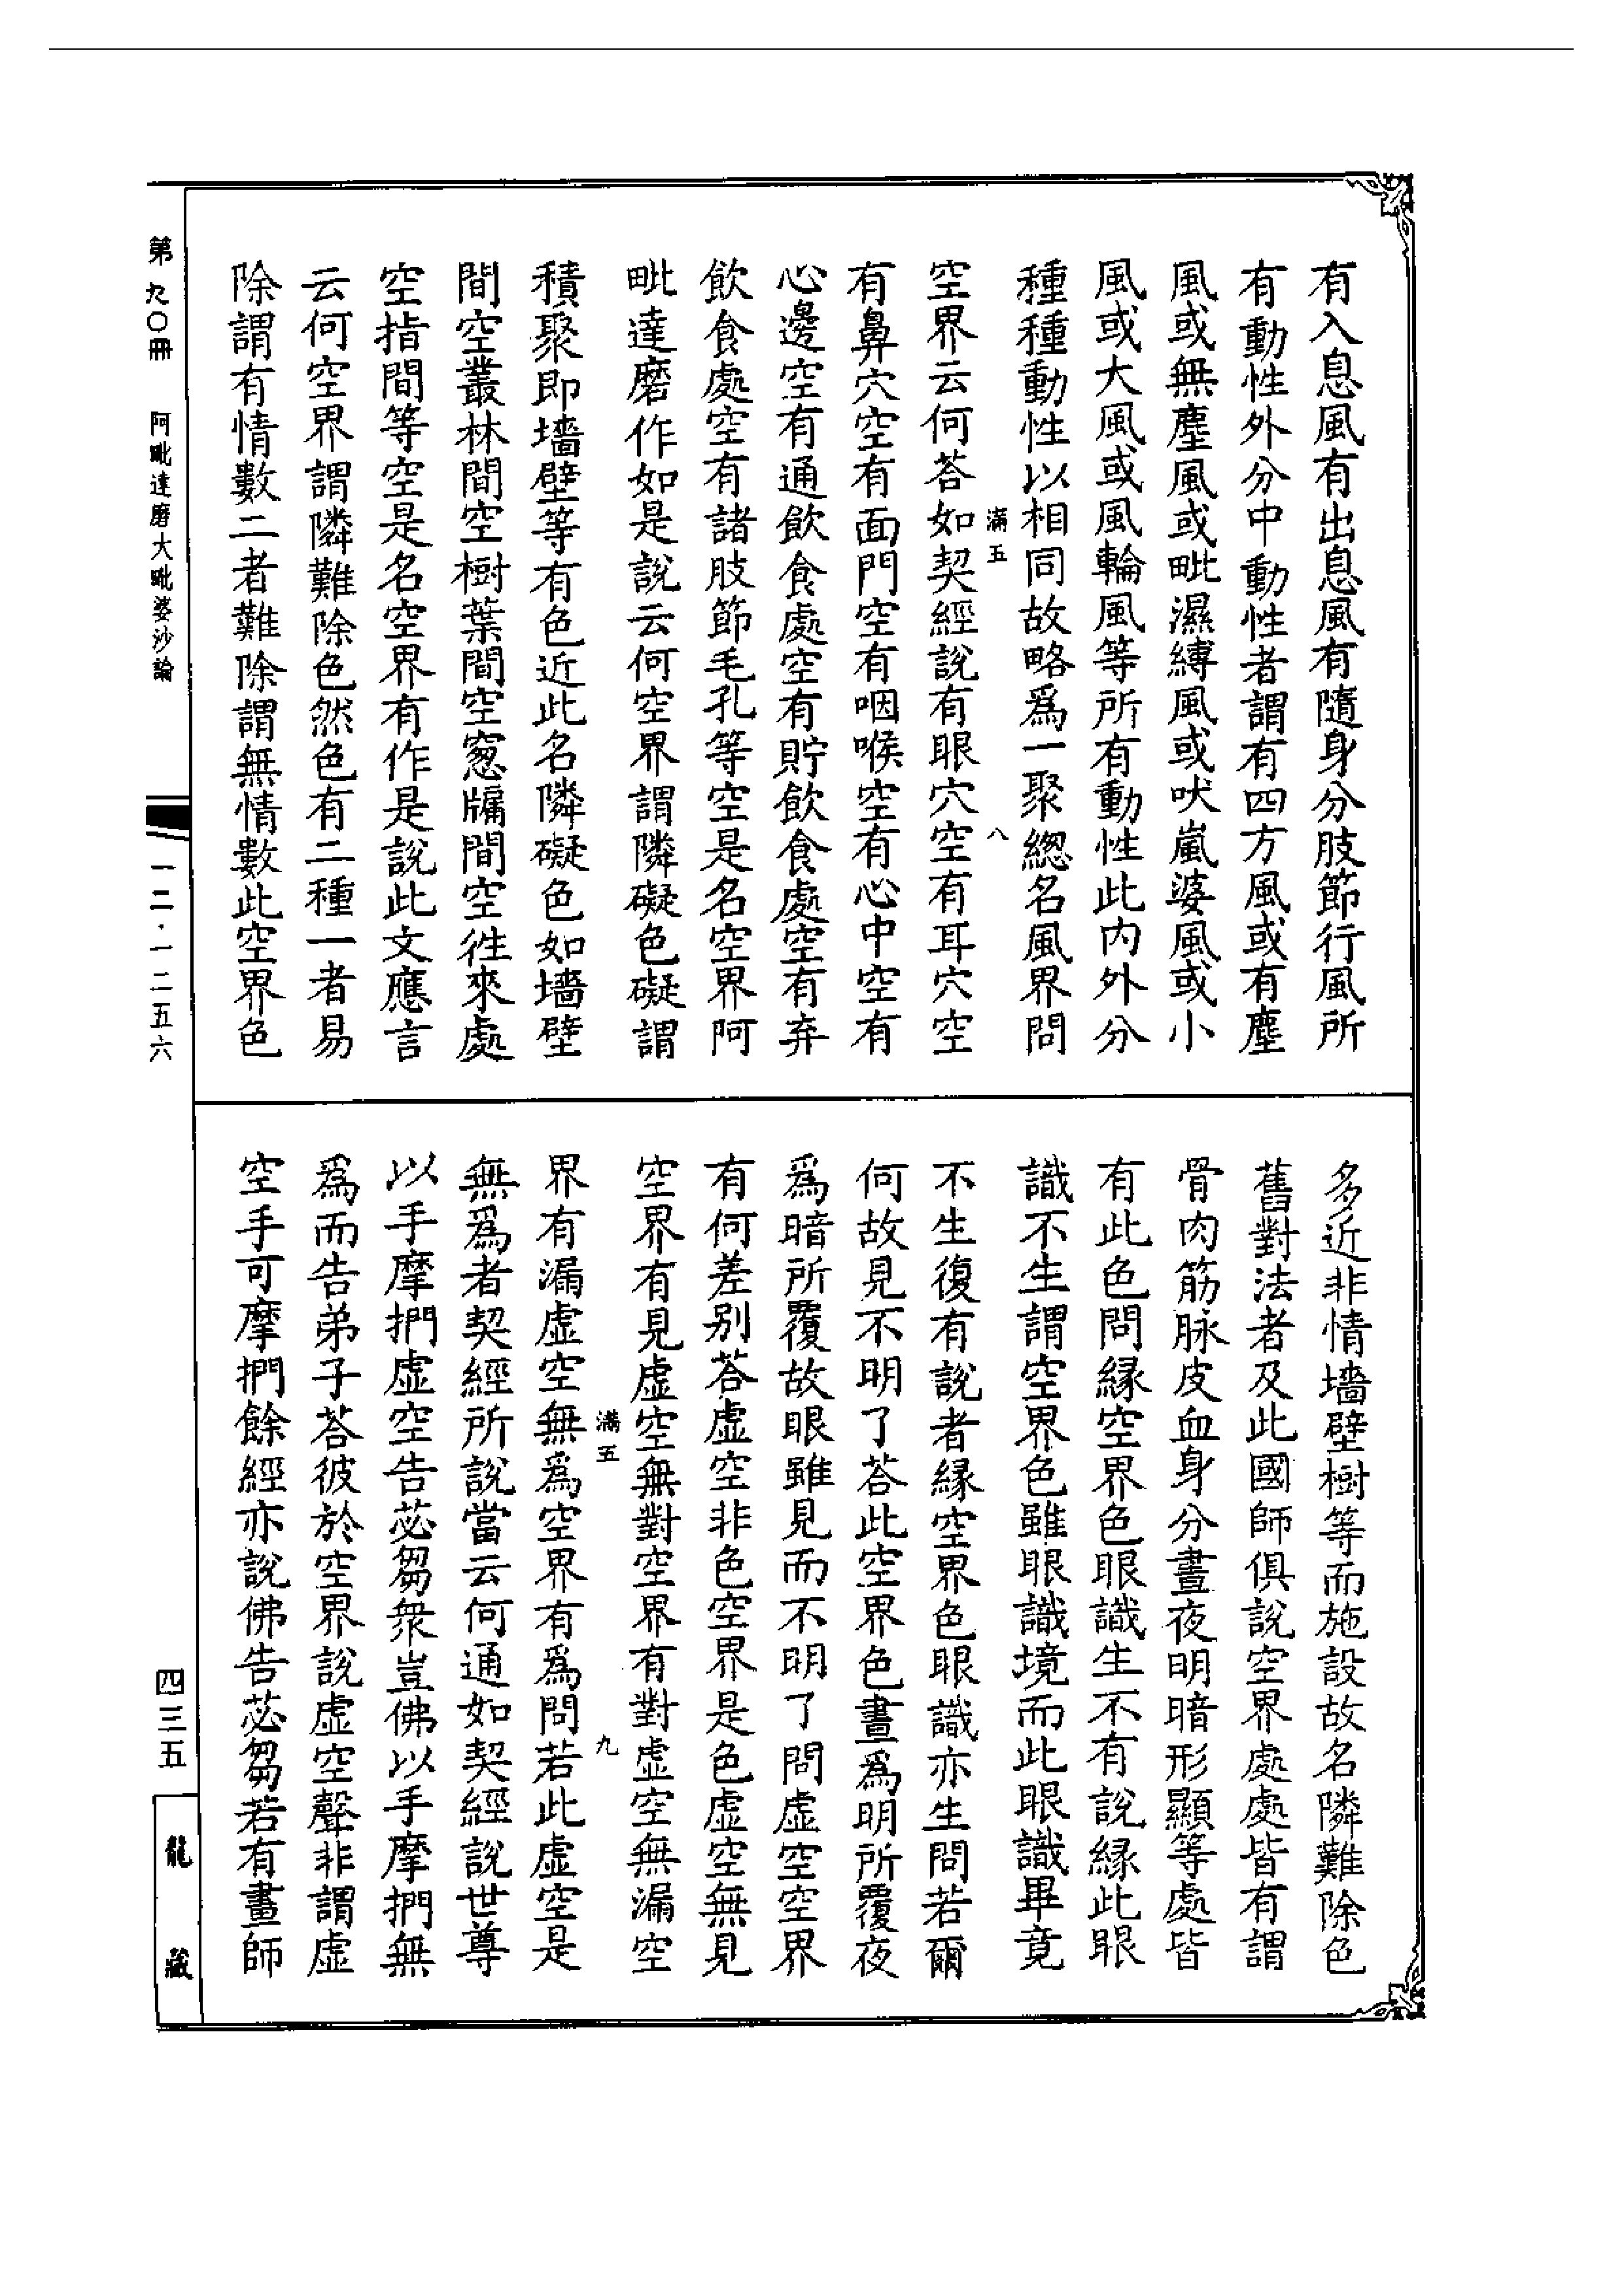 有入息風有出息風有隨身分肢節行風所
有動性外分中動性者謂有四方風或有塵
風或無塵風或毗濕縛風或吠嵐婆風或小
風或大風或風輪風等所有動性此内外分
種種動性以相同故略爲一聚總名風界問
滿五 八
空界云何荅如契經說有眼穴空有耳穴空
有鼻穴空有面門空有咽喉空有心中空有
心邊空有通飲食處空有貯飲食處空有弃
飲食處空有諸肢節毛孔等空是名空界阿
毗達磨作如是說云何空界謂隣礙色礙謂
積聚即墻壁等有色近此名隣礙色如墻壁
間空叢林間空樹葉間空窓牖間空徃來處
空指間等空是名空界有作是說此文應言
云何空界謂隣難除色然色有二種一者易
除謂有情數二者難除謂無情數此空界色
多近非情墻壁樹等而施設故名隣難除色
舊對法者及此國師俱說空界處處皆有謂
骨肉筋脉皮血身分晝夜明暗形顯等處皆
有此色問緣空界色眼識生不有說緣此眼
識不生謂空界色雖眼識境而此眼識畢竟
不生復有說者緣空界色眼識亦生問若爾
何故見不明了荅此空界色晝爲明所覆夜
爲暗所覆故眼雖見而不明了問虛空空界
有何差别荅虛空非色空界是色虛空無見
空界有見虛空無對空界有對虛空無漏空
滿五 九
界有漏虛空無爲空界有爲問若此虛空是
無爲者契經所說當云何通如契經說世尊
以手摩捫虛空告苾芻衆豈佛以手摩捫無
爲而告弟子荅彼於空界說虛空聲非謂虛
空手可摩捫餘經亦說佛告苾芻若有畫師
第九〇冊 阿毗達磨大毗婆沙論
一二·一二五六
四三五
龍藏